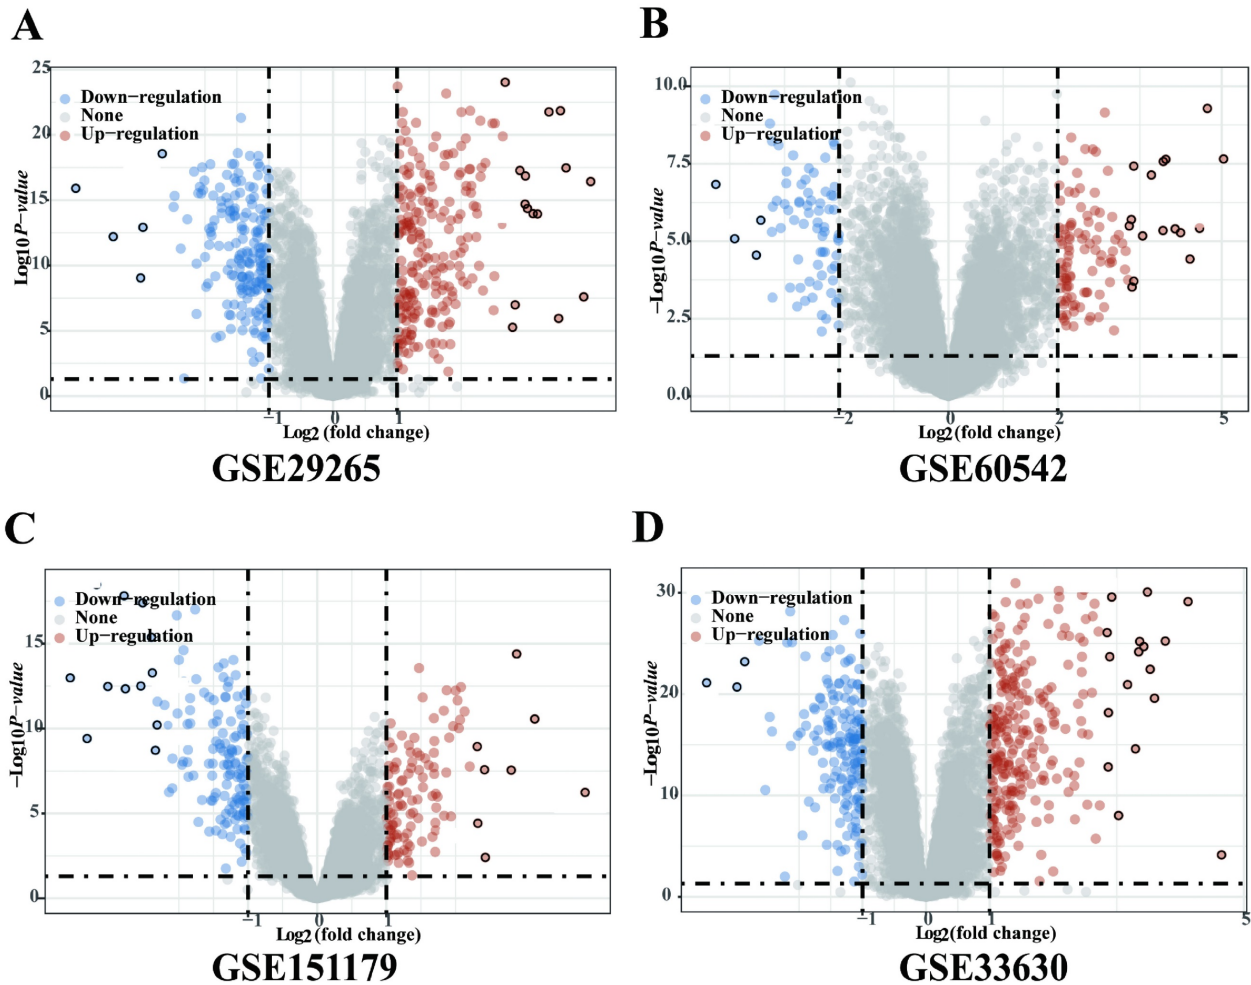 A
25
20
15
10
5
0
Log10P−value
Down−regulation
None
Up−regulation
−1
0
1
Log2 (fold change)
GSE29265
B
10.0
7.5
5.0
2.5
0.0
−Log10P−value
Down−regulation
None
Up−regulation
−2
0
2
5
Log2 (fold change)
GSE60542
C
15
10
5
0
−Log10P−value
Down−regulation
None
Up−regulation
−1
0
1
Log2 (fold change)
GSE151179
D
30
20
10
0
−Log10P−value
Down−regulation
None
Up−regulation
−1
0
1
5
Log2 (fold change)
GSE33630